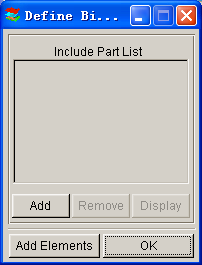 Define Bi...
Include Part List
Add Remove Display
Add Elements OK